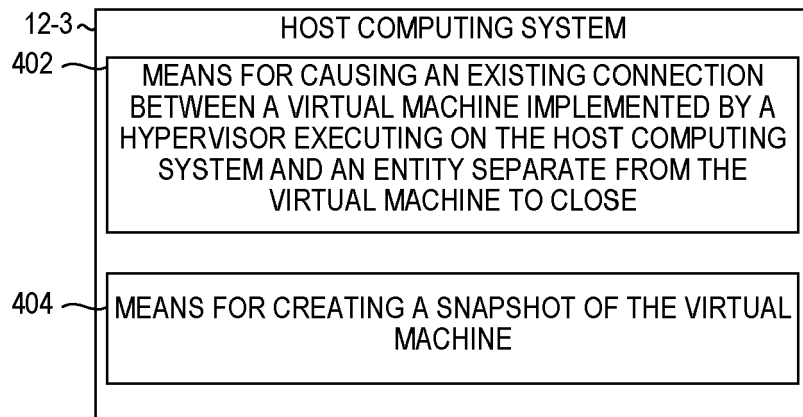 12-3 HOST COMPUTING SYSTEM
402
MEANS FOR CAUSING AN EXISTING CONNECTION
BETWEEN A VIRTUAL MACHINE IMPLEMENTED BY A
HYPERVISOR EXECUTING ON THE HOST COMPUTING
SYSTEM AND AN ENTITY SEPARATE FROM THE
VIRTUAL MACHINE TO CLOSE
404 MEANS FOR CREATING A SNAPSHOT OF THE VIRTUAL
MACHINE